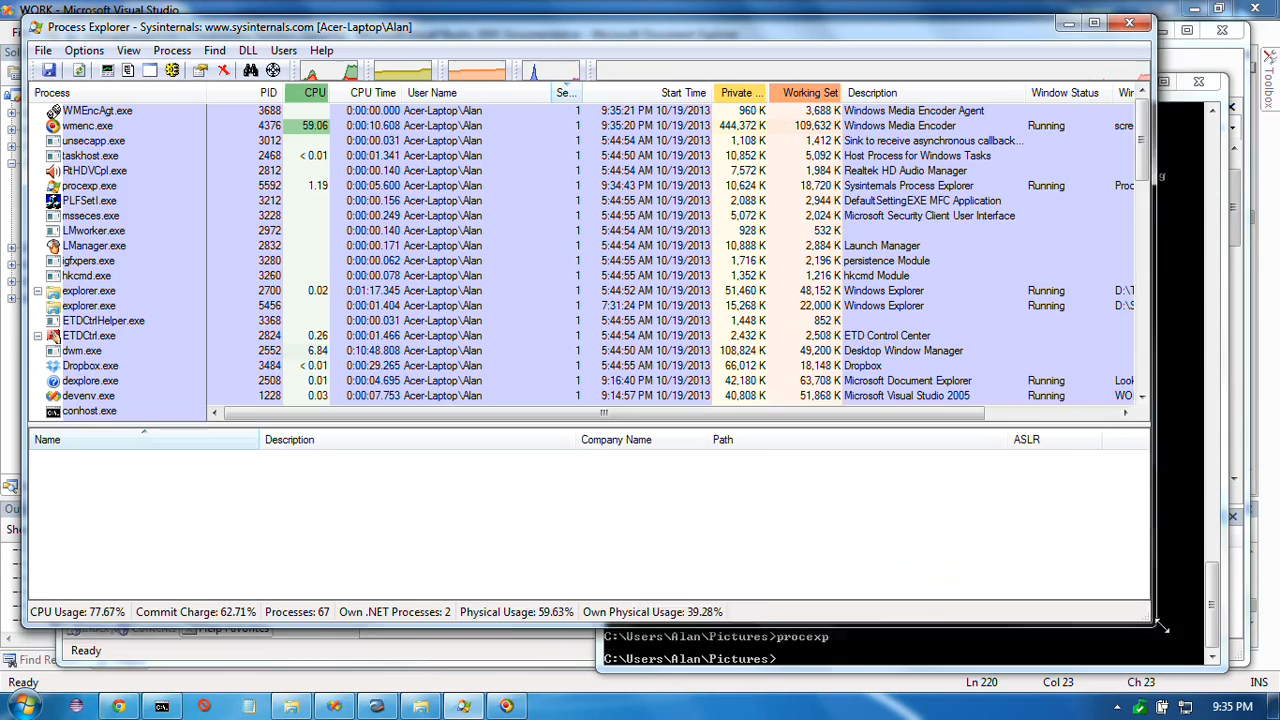 WORK - Microsoft Visual Studio
Process Explorer - Sysinternals: www.sysinternals.com [Acer-Laptop\Alan]
File Options View Process Find DLL Users Help
Process PID CPU CPU Time User Name Se... Start Time Private ... Working Set Description Window Status
WMEncAgt.exe 3688 0:00:00.000 Acer-Laptop\Alan 1 9:35:21 PM 10/19/2013 960 K 3,688 K Windows Media Encoder Agent
wmenc.exe 4376 59.06 0:00:10.608 Acer-Laptop\Alan 1 9:35:20 PM 10/19/2013 444,372 K 109,632 K Windows Media Encoder Running scre
unsecapp.exe 3012 0:00:00.031 Acer-Laptop\Alan 1 5:44:54 AM 10/19/2013 1,108 K 1,412 K Sink to receive asynchronous callback...
taskhost.exe 2468 < 0.01 0:00:01.341 Acer-Laptop\Alan 1 5:44:50 AM 10/19/2013 10,852 K 5,092 K Host Process for Windows Tasks
RtHDVCpl.exe 2812 0:00:00.140 Acer-Laptop\Alan 1 5:44:54 AM 10/19/2013 7,572 K 1,984 K Realtek HD Audio Manager
procexp.exe 5592 1.19 0:00:05.600 Acer-Laptop\Alan 1 9:34:43 PM 10/19/2013 10,624 K 18,720 K Sysinternals Process Explorer Running Proc
PLFSetI.exe 3212 0:00:00.156 Acer-Laptop\Alan 1 5:44:54 AM 10/19/2013 2,088 K 2,944 K DefaultSettingEXE MFC Application
msseces.exe 3228 0:00:00.249 Acer-Laptop\Alan 1 5:44:54 AM 10/19/2013 5,072 K 2,024 K Microsoft Security Client User Interface
LMworker.exe 2972 0:00:00.140 Acer-Laptop\Alan 1 5:44:54 AM 10/19/2013 928 K 532 K
LManager.exe 2832 0:00:00.171 Acer-Laptop\Alan 1 5:44:54 AM 10/19/2013 10,888 K 2,884 K Launch Manager
igfxpers.exe 3280 0:00:00.062 Acer-Laptop\Alan 1 5:44:55 AM 10/19/2013 1,716 K 2,196 K persistence Module
hkcmd.exe 3260 0:00:00.078 Acer-Laptop\Alan 1 5:44:55 AM 10/19/2013 1,352 K 1,216 K hkcmd Module
explorer.exe 2700 0.02 0:01:17.345 Acer-Laptop\Alan 1 5:44:52 AM 10/19/2013 51,460 K 48,152 K Windows Explorer Running
explorer.exe 5456 0:00:01.404 Acer-Laptop\Alan 1 7:31:24 PM 10/19/2013 15,268 K 22,000 K Windows Explorer Running
ETDCtrlHelper.exe 3368 0:00:00.031 Acer-Laptop\Alan 1 5:44:55 AM 10/19/2013 1,448 K 852 K
ETDCtrl.exe 2824 0.26 0:00:01.466 Acer-Laptop\Alan 1 5:44:54 AM 10/19/2013 2,432 K 2,508 K ETD Control Center
dwm.exe 2552 6.84 0:10:48.808 Acer-Laptop\Alan 1 5:44:50 AM 10/19/2013 108,824 K 49,200 K Desktop Window Manager
Dropbox.exe 3484 < 0.01 0:00:29.265 Acer-Laptop\Alan 1 5:44:55 AM 10/19/2013 66,012 K 18,148 K Dropbox
dexplore.exe 2508 0.01 0:00:04.695 Acer-Laptop\Alan 1 9:16:40 PM 10/19/2013 42,180 K 63,708 K Microsoft Document Explorer Running Look
devenv.exe 1228 0.03 0:00:07.753 Acer-Laptop\Alan 1 9:14:57 PM 10/19/2013 40,808 K 51,868 K Microsoft Visual Studio 2005 Running WO
conhost.exe
Name Description Company Name Path ASLR
CPU Usage: 77.67% Commit Charge: 62.71% Processes: 67 Own .NET Processes: 2 Physical Usage: 59.63% Own Physical Usage: 39.28%
Toolbox
C:\Users\Alan\Pictures>procexp
Ready
C:\Users\Alan\Pictures>
Find Re
Ready Ln 220 Col 23 Ch 23 INS
9:35 PM